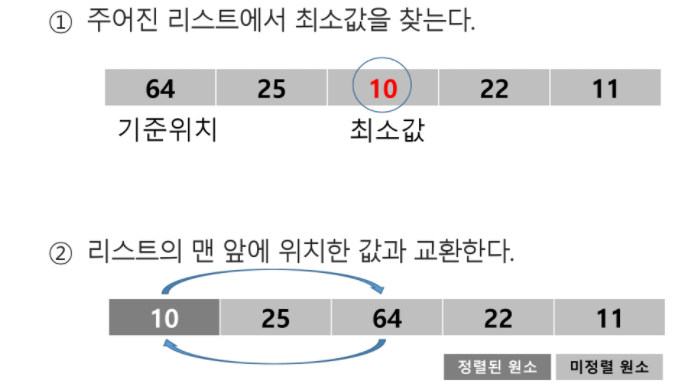 ① 주어진 리스트에서 최소값을 찾는다.
64 25 10 22 11
기준위치 최소값
② 리스트의 맨 앞에 위치한 값과 교환한다.
10 25 64 22 11
정렬된 원소 미정렬 원소